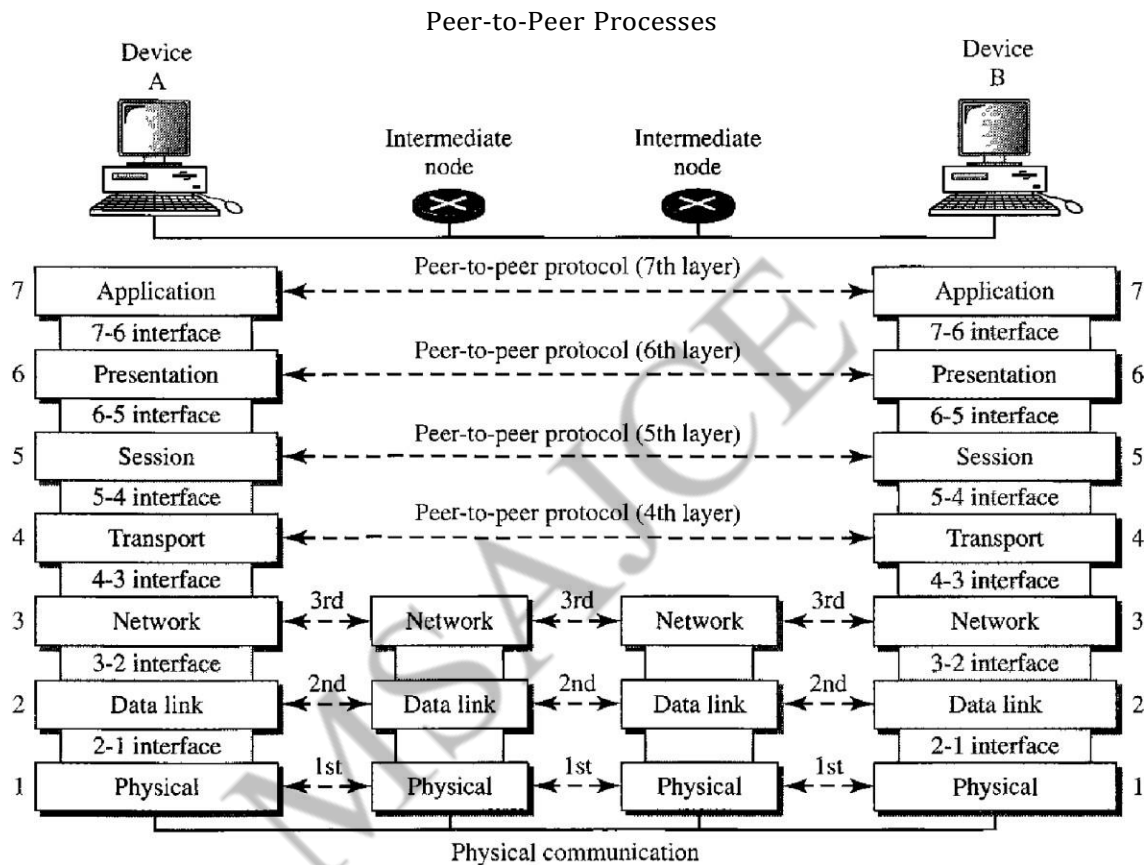 Peer-to-Peer Processes
Device
A
Device
B
Intermediate
node
Intermediate
node
Peer-to-peer protocol (7th layer)
7 Application Application 7
7-6 interface 7-6 interface
Peer-to-peer protocol (6th layer)
6 Presentation Presentation 6
6-5 interface 6-5 interface
Peer-to-peer protocol (5th layer)
5 Session Session 5
5-4 interface 5-4 interface
Peer-to-peer protocol (4th layer)
4 Transport Transport 4
4-3 interface 4-3 interface
3rd 3rd 3rd
3 Network Network Network Network 3
3-2 interface 3-2 interface
2nd 2nd 2nd
2 Data link Data link Data link Data link 2
2-1 interface 2-1 interface
1st 1st 1st
1 Physical Physical Physical Physical 1
Physical communication
MSAJCE